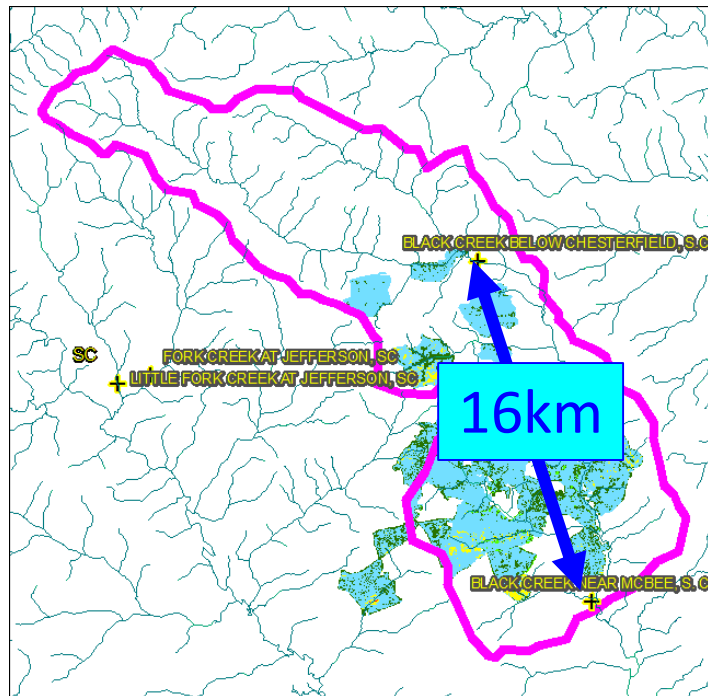 BLACK CREEK BELOW CHESTERFIELD, S.C
SC
FORK CREEK AT JEFFERSON, SC
LITTLE FORK CREEK AT JEFFERSON, SC
16km
BLACK CREEK NEAR MCBEE, S. C